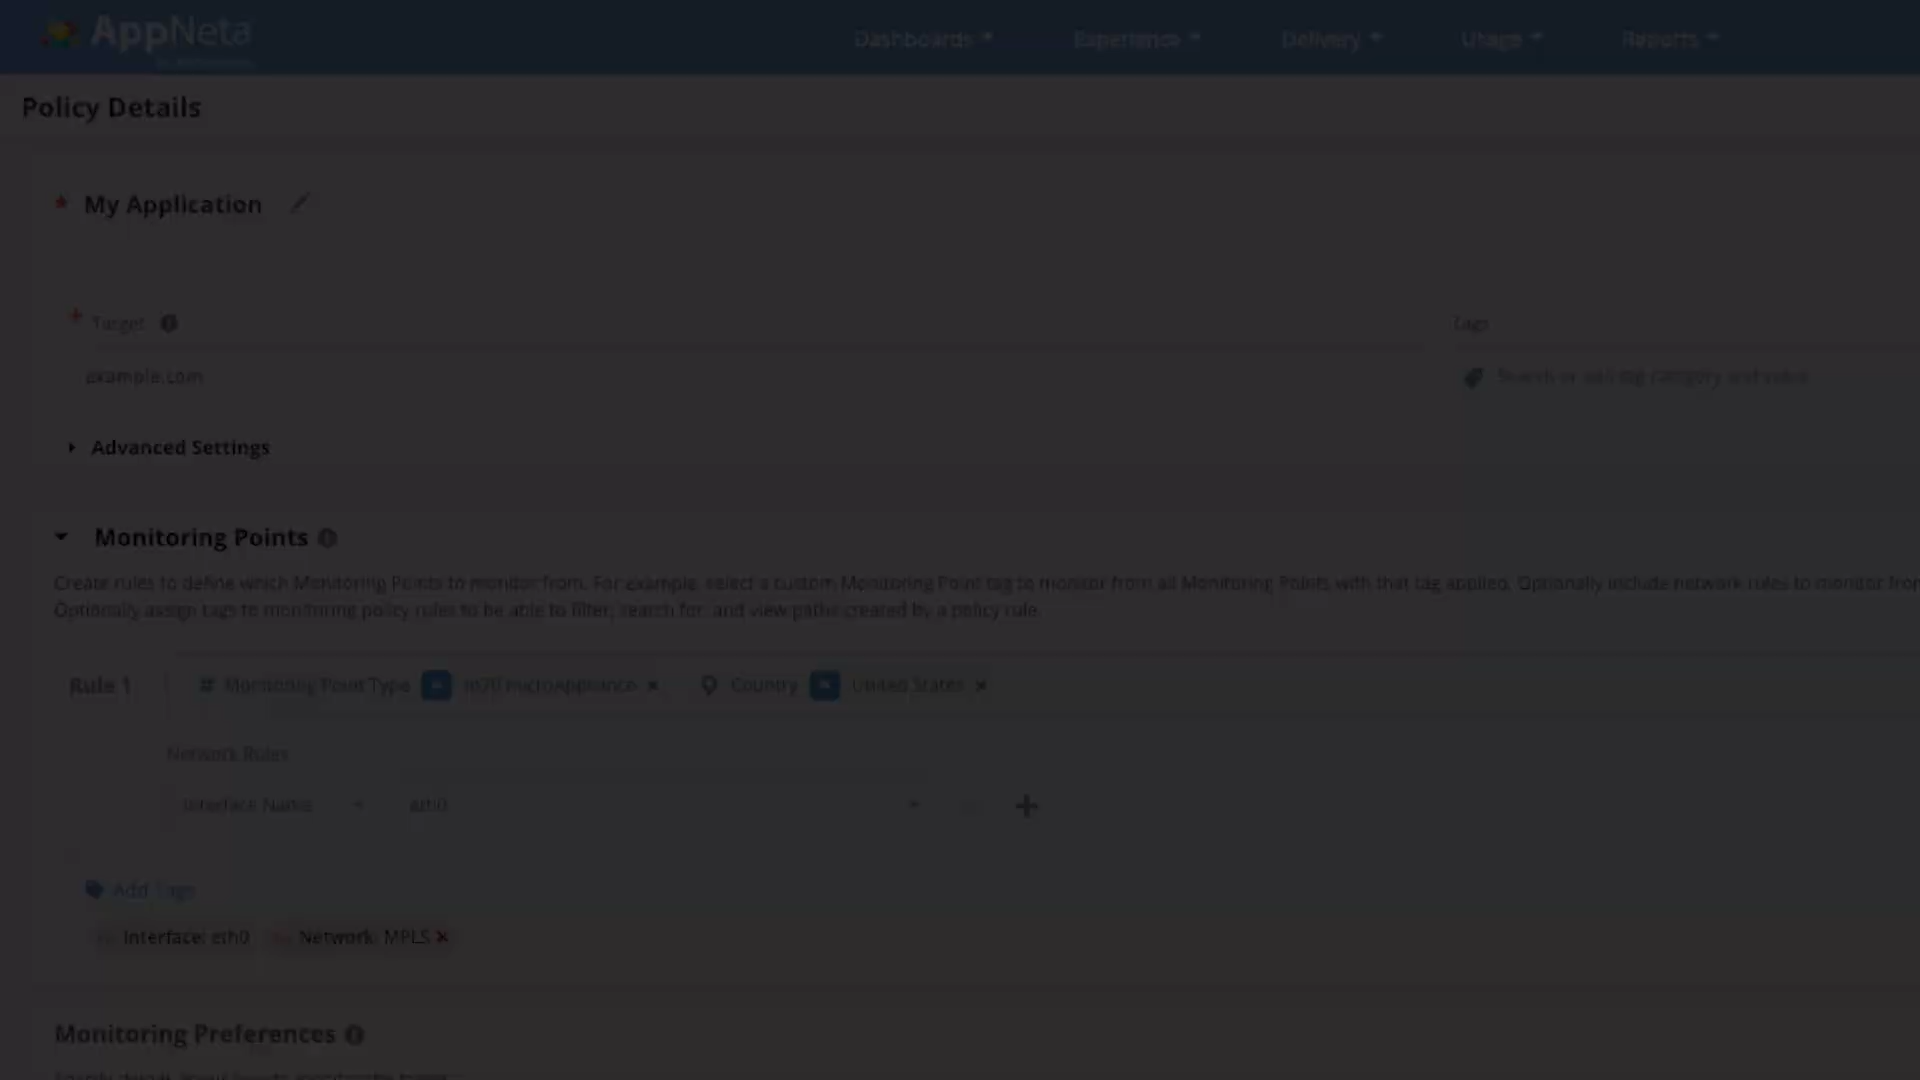 AppNeta
Dashboards Experience Delivery Usage Reports
Policy Details
* My Application
* Target
Tags
example.com
Search or add tag category and value
Advanced Settings
Monitoring Points
Create rules to define which Monitoring Points to monitor from. For example, select a custom Monitoring Point tag to monitor from all Monitoring Points with that tag applied. Optionally include network rules to monitor from
Optionally assign tags to monitoring policy rules to be able to filter, search for, and view paths created by a policy rule.
Rule 1 # Monitoring Point Type = m70 microAppliance × Country = United States ×
Network Rules
Interface Name eth0 +
Add Tags
Interface: eth0 Network: MPLS ×
Monitoring Preferences